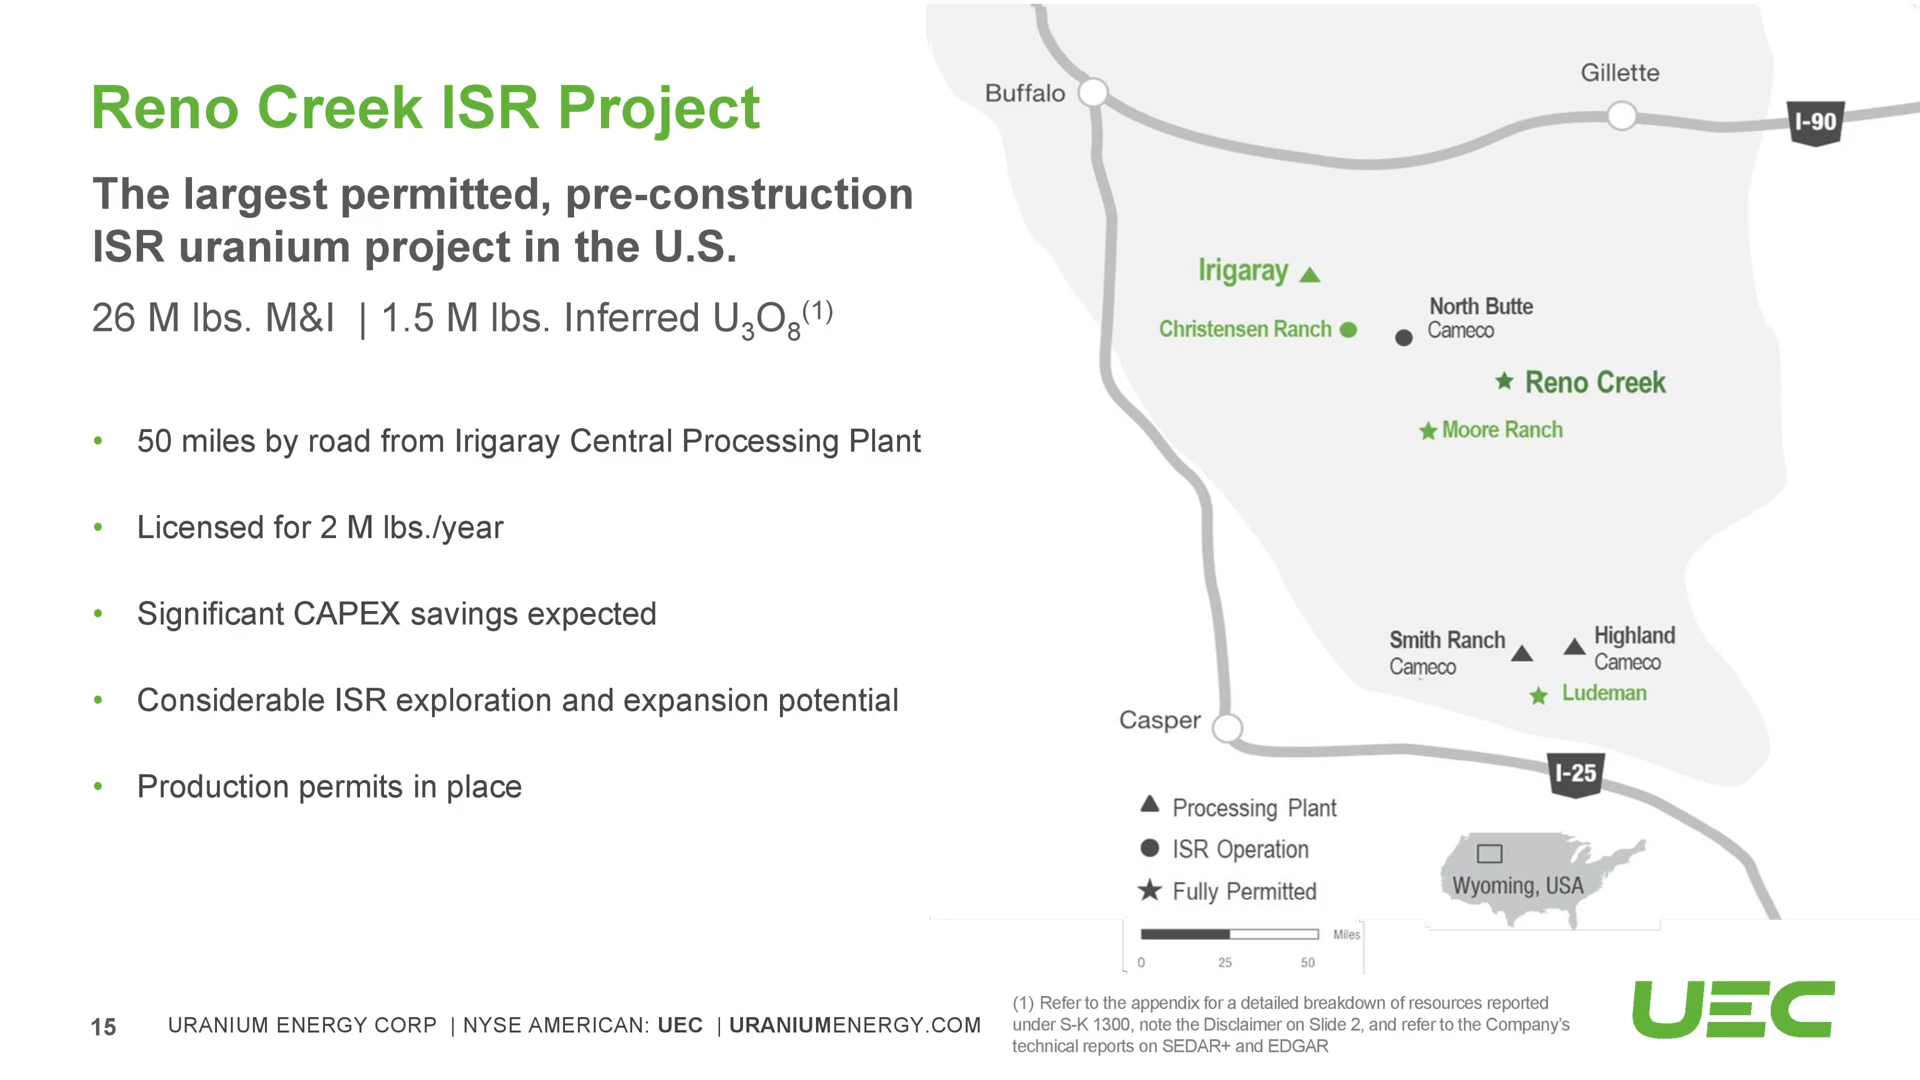 Reno Creek ISR Project
The largest permitted, pre-construction
ISR uranium project in the U.S.
26 M lbs. M&I | 1.5 M lbs. Inferred U₃O₈⁽¹⁾
• 50 miles by road from Irigaray Central Processing Plant
• Licensed for 2 M lbs./year
• Significant CAPEX savings expected
• Considerable ISR exploration and expansion potential
• Production permits in place
Buffalo
Gillette
I-90
Irigaray
Christensen Ranch
North Butte
Cameco
Reno Creek
Moore Ranch
Smith Ranch
Cameco
Highland
Cameco
Ludeman
Casper
I-25
Processing Plant
ISR Operation
Fully Permitted
Wyoming, USA
Miles
0 25 50
(1) Refer to the appendix for a detailed breakdown of resources reported
under S-K 1300, note the Disclaimer on Slide 2, and refer to the Company's
technical reports on SEDAR+ and EDGAR
15 URANIUM ENERGY CORP | NYSE AMERICAN: UEC | URANIUMENERGY.COM
UEC